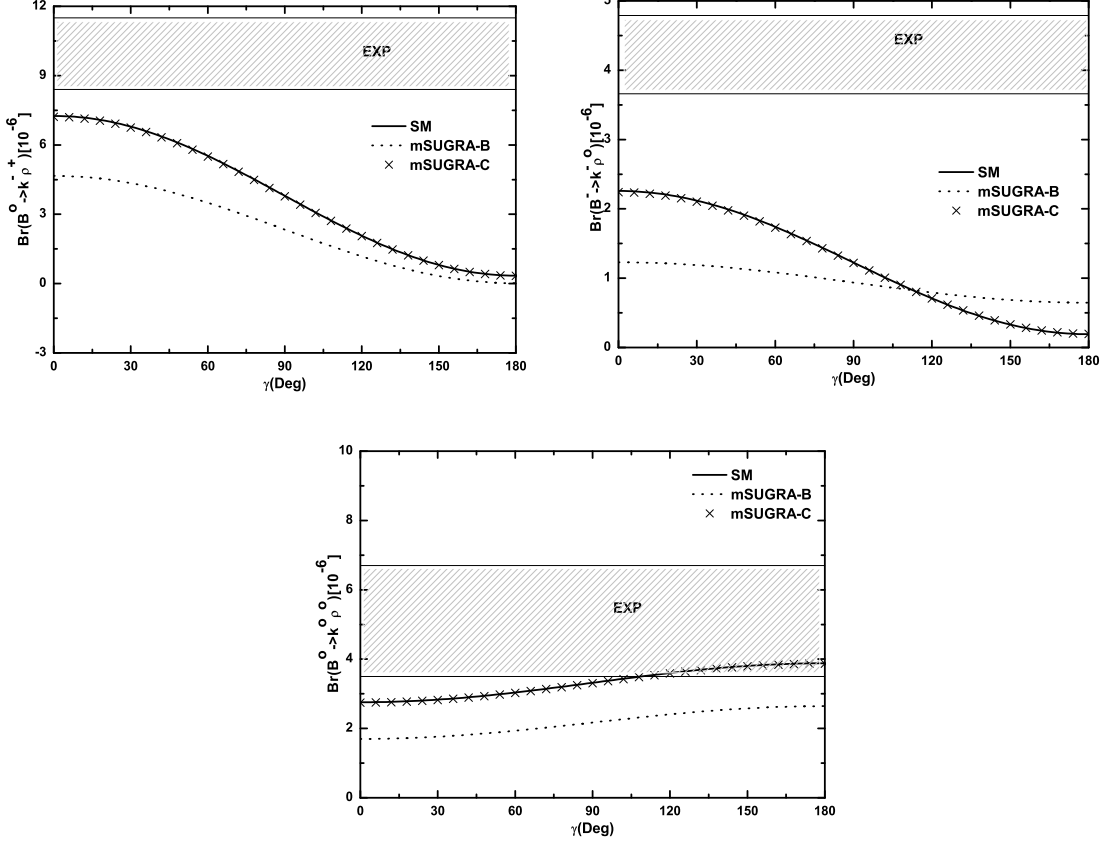 12
9
6
3
0
-3
Br(B⁰->k⁻ρ⁺)[10⁻⁶]
EXP
SM
mSUGRA-B
mSUGRA-C
0 30 60 90 120 150 180
γ(Deg)
5
4
3
2
1
0
Br(B⁻->k⁻ρ⁰)[10⁻⁶]
EXP
SM
mSUGRA-B
mSUGRA-C
0 30 60 90 120 150 180
γ(Deg)
10
8
6
4
2
0
Br(B⁰->k⁰ρ⁰)[10⁻⁶]
SM
mSUGRA-B
mSUGRA-C
EXP
0 30 60 90 120 150 180
γ(Deg)